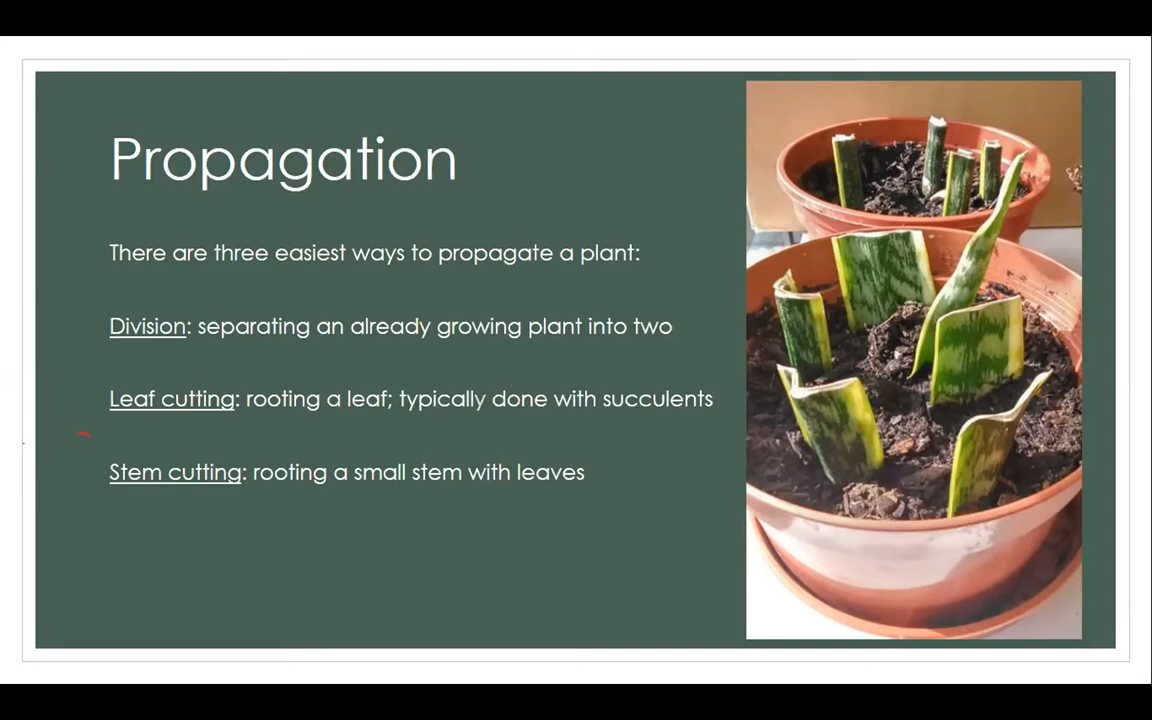 Propagation
There are three easiest ways to propagate a plant:
Division: separating an already growing plant into two
Leaf cutting: rooting a leaf; typically done with succulents
Stem cutting: rooting a small stem with leaves